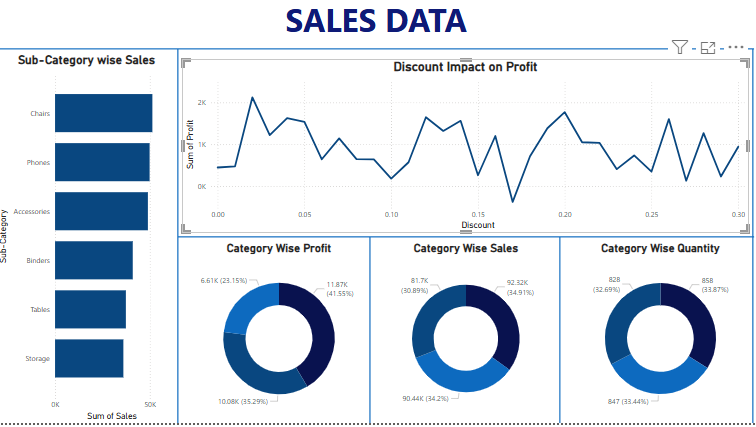 SALES DATA
Sub-Category wise Sales
Sub-Category
Chairs
Phones
Accessories
Binders
Tables
Storage
0K 50K
Sum of Sales
Discount Impact on Profit
Sum of Profit
2K
1K
0K
0.00 0.05 0.10 0.15 0.20 0.25 0.30
Discount
Category Wise Profit
6.61K (23.15%)
11.87K
(41.55%)
10.08K (35.29%)
Category Wise Sales
81.7K
(30.89%)
92.32K
(34.91%)
90.44K (34.2%)
Category Wise Quantity
828
(32.69%)
858
(33.87%)
847 (33.44%)